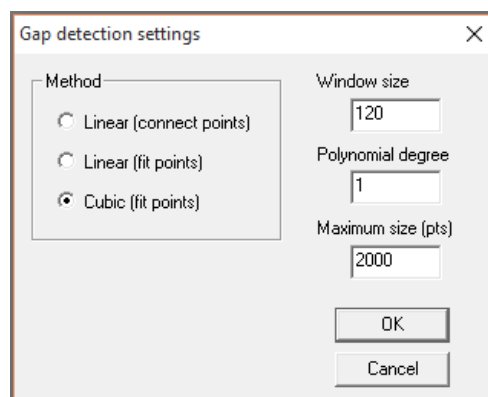 Gap detection settings
Method
Linear (connect points)
Linear (fit points)
Cubic (fit points)
Window size
120
Polynomial degree
1
Maximum size (pts)
2000
OK
Cancel